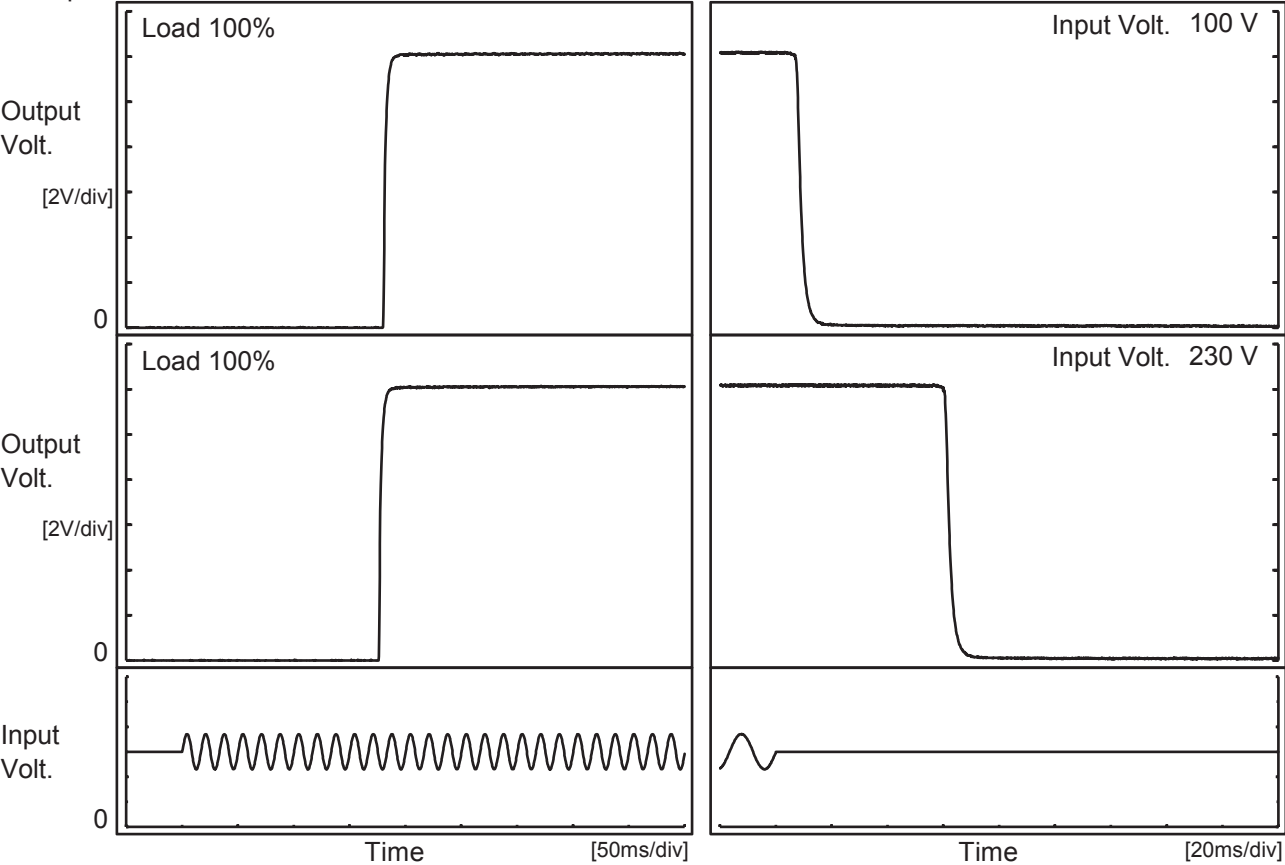 Load 100%
Input Volt. 100 V
Output
Volt.
[2V/div]
0
Load 100%
Input Volt. 230 V
Output
Volt.
[2V/div]
0
Input
Volt.
0
Time
[50ms/div]
Time
[20ms/div]